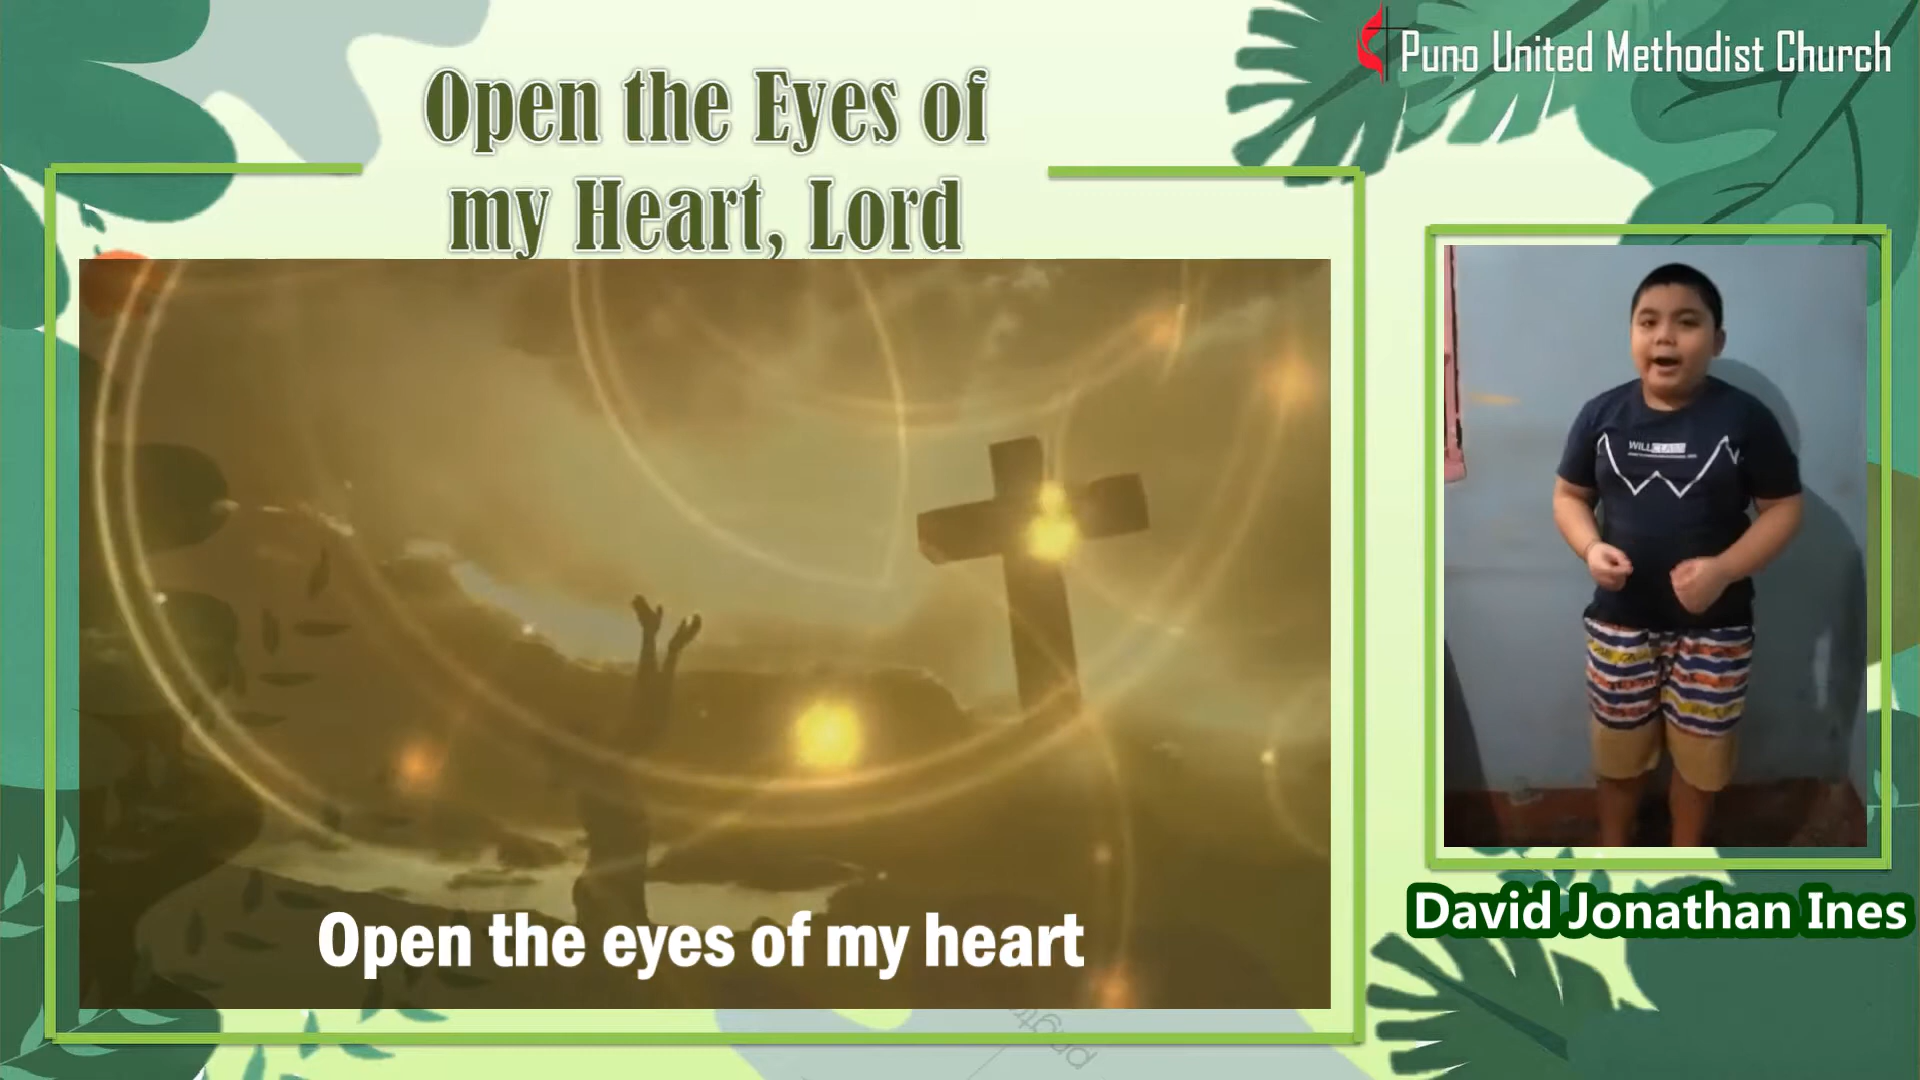 Puno United Methodist Church
Open the Eyes of
my Heart, Lord
WILL
Open the eyes of my heart
David Jonathan Ines